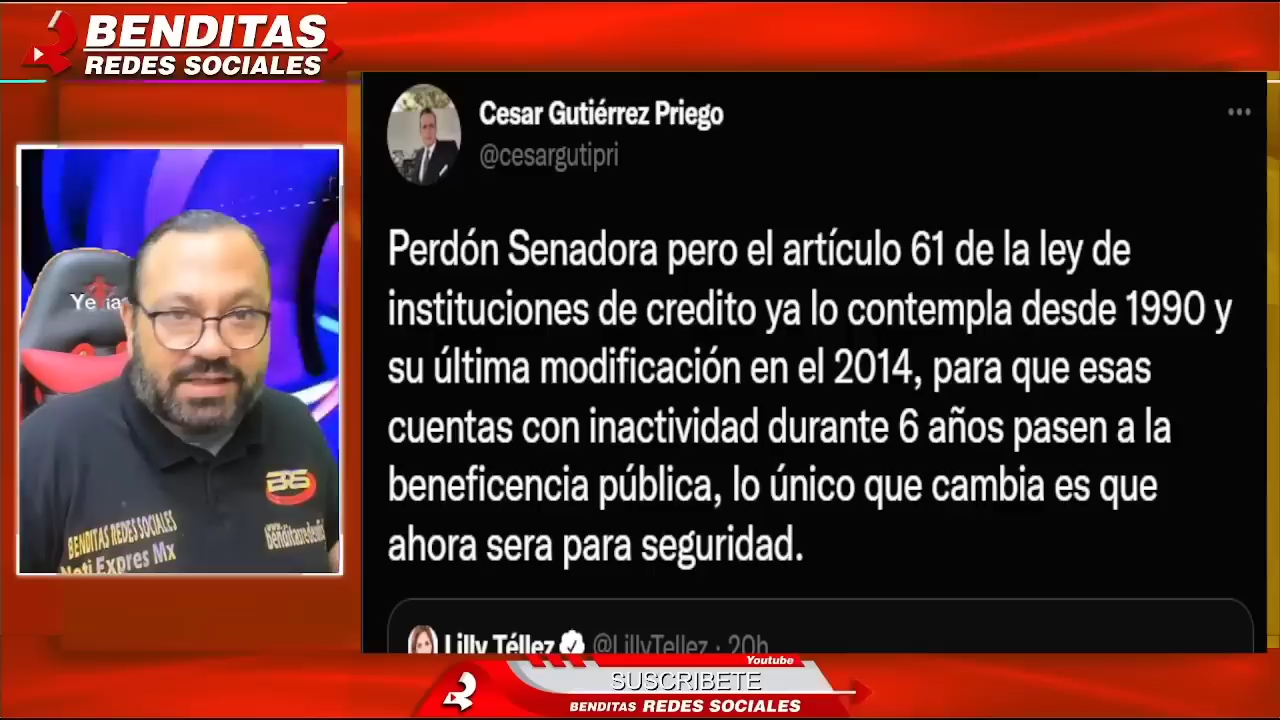 BENDITAS
REDES SOCIALES
Cesar Gutiérrez Priego
@cesargutipri
Perdón Senadora pero el artículo 61 de la ley de
instituciones de credito ya lo contempla desde 1990 y
su última modificación en el 2014, para que esas
cuentas con inactividad durante 6 años pasen a la
beneficencia pública, lo único que cambia es que
ahora sera para seguridad.
Lilly Téllez @LillyTellez · 20h
BENDITAS REDES SOCIALES
Noti Expres Mx
Youtube
SUSCRIBETE
BENDITAS REDES SOCIALES